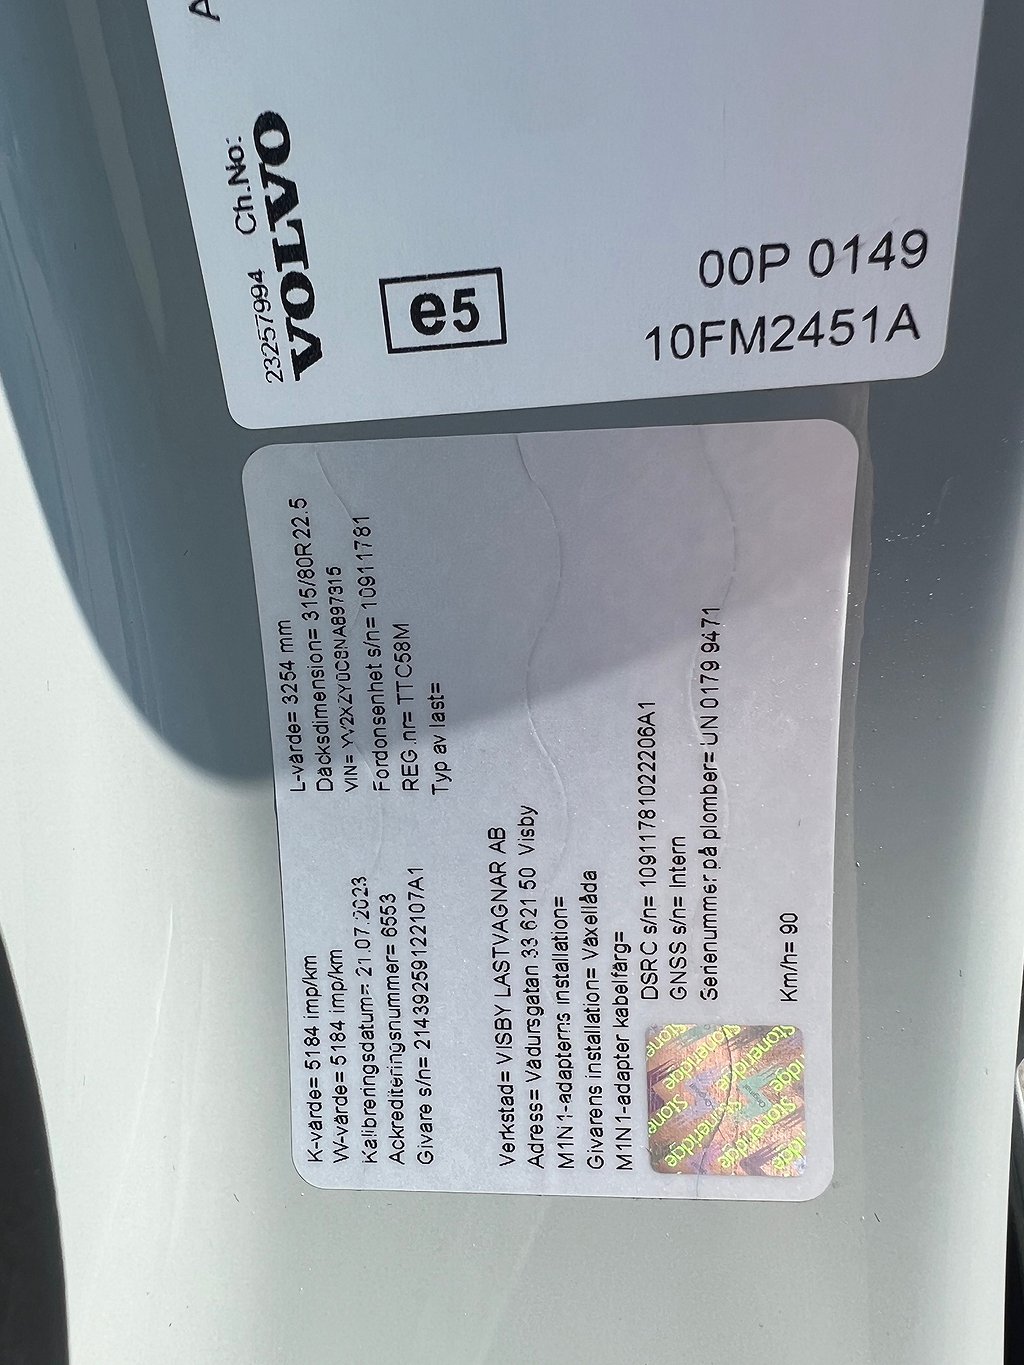 23257994 Ch.No:
VOLVO
e5
00P 0149
10FM2451A
K-värde= 5184 imp/km
W-värde= 5184 imp/km
Kalibreringsdatum= 21.07.2023
Ackrediteringsnummer= 6553
Givare s/n= 2143925912​2107A1
L-värde= 3254 mm
Däcksdimension= 315/80R22.5
VIN= YV2XZY0C8NA897315
Fordonsenhet s/n= 10911781
REG.nr= TTC58M
Typ av last=
Verkstad= VISBY LASTVAGNAR AB
Adress= Vädursgatan 33 621 50 Visby
M1N1-adapterns installation=
Givarens installation= Växellåda
M1N1-adapter kabelfärg=
DSRC s/n= 1091178102​2206A1
GNSS s/n= Intern
Serienummer på plomber= UN 0179 9471
Km/h= 90
Stoneridge